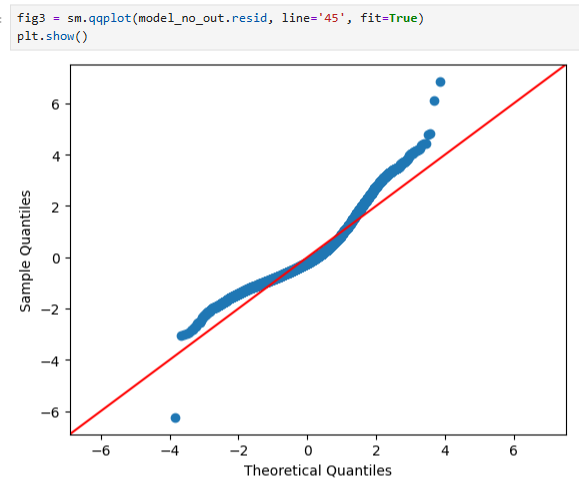 fig3 = sm.qqplot(model_no_out.resid, line='45', fit=True)
plt.show()
6
4
2
0
−2
−4
−6
Sample Quantiles
−6 −4 −2 0 2 4 6
Theoretical Quantiles